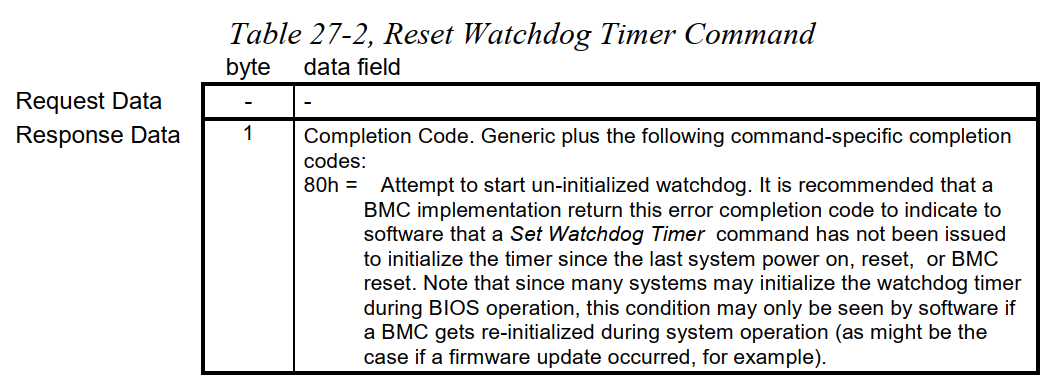 Table 27-2, Reset Watchdog Timer Command
byte data field
Request Data - -
Response Data 1 Completion Code. Generic plus the following command-specific completion
codes:
80h = Attempt to start un-initialized watchdog. It is recommended that a
BMC implementation return this error completion code to indicate to
software that a Set Watchdog Timer command has not been issued
to initialize the timer since the last system power on, reset, or BMC
reset. Note that since many systems may initialize the watchdog timer
during BIOS operation, this condition may only be seen by software if
a BMC gets re-initialized during system operation (as might be the
case if a firmware update occurred, for example).